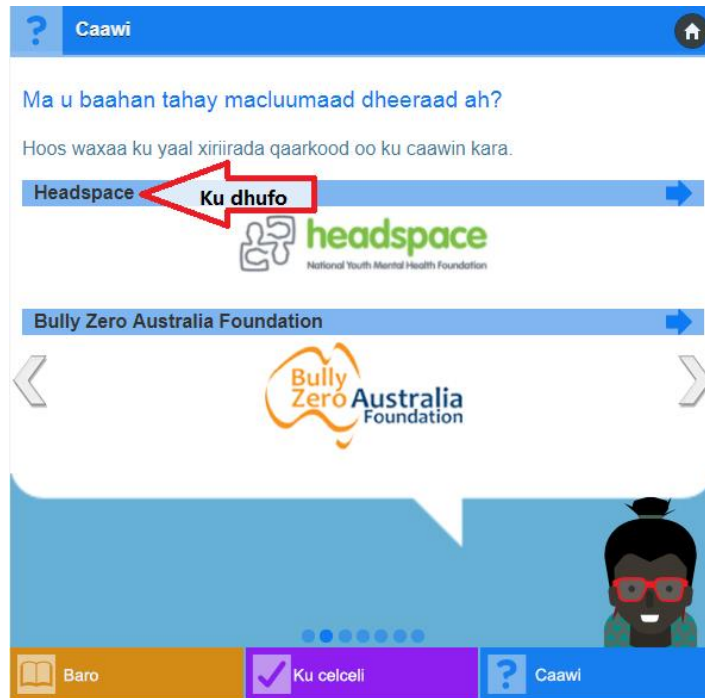 Caawi
Ma u baahan tahay macluumaad dheeraad ah?
Hoos waxaa ku yaal xiriirada qaarkood oo ku caawin kara.
Headspace
Ku dhufo
headspace
National Youth Mental Health Foundation
Bully Zero Australia Foundation
Bully
Zero Australia
Foundation
Baro
Ku celceli
Caawi